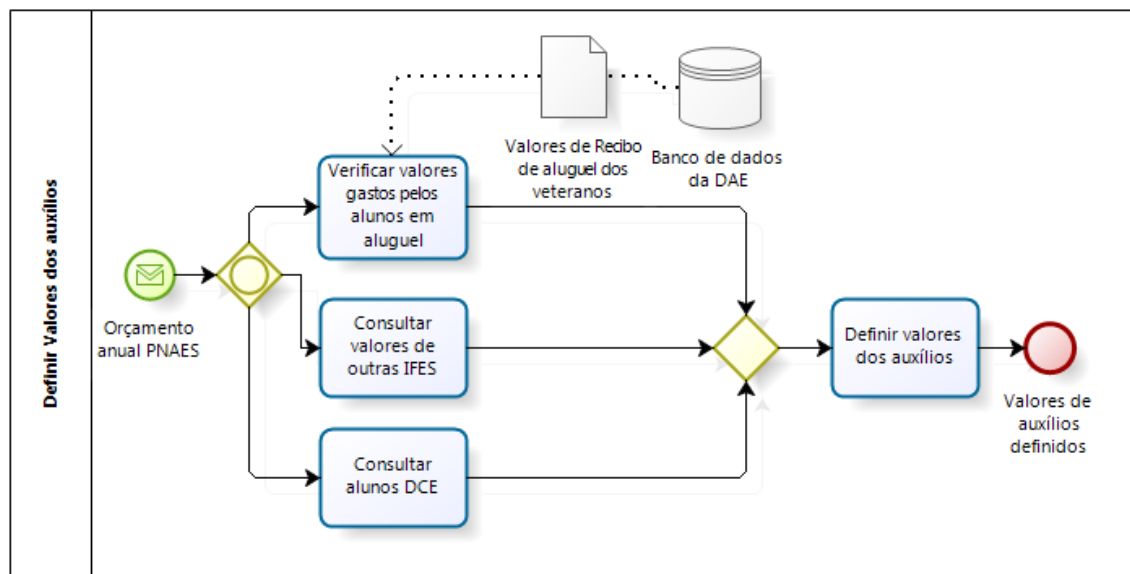 Definir Valores dos auxílios
Orçamento
anual PNAES
Verificar valores
gastos pelos
alunos em
aluguel
Valores de Recibo
de aluguel dos
veteranos
Banco de dados
da DAE
Consultar
valores de
outras IFES
Consultar
alunos DCE
Definir valores
dos auxílios
Valores de
auxílios
definidos